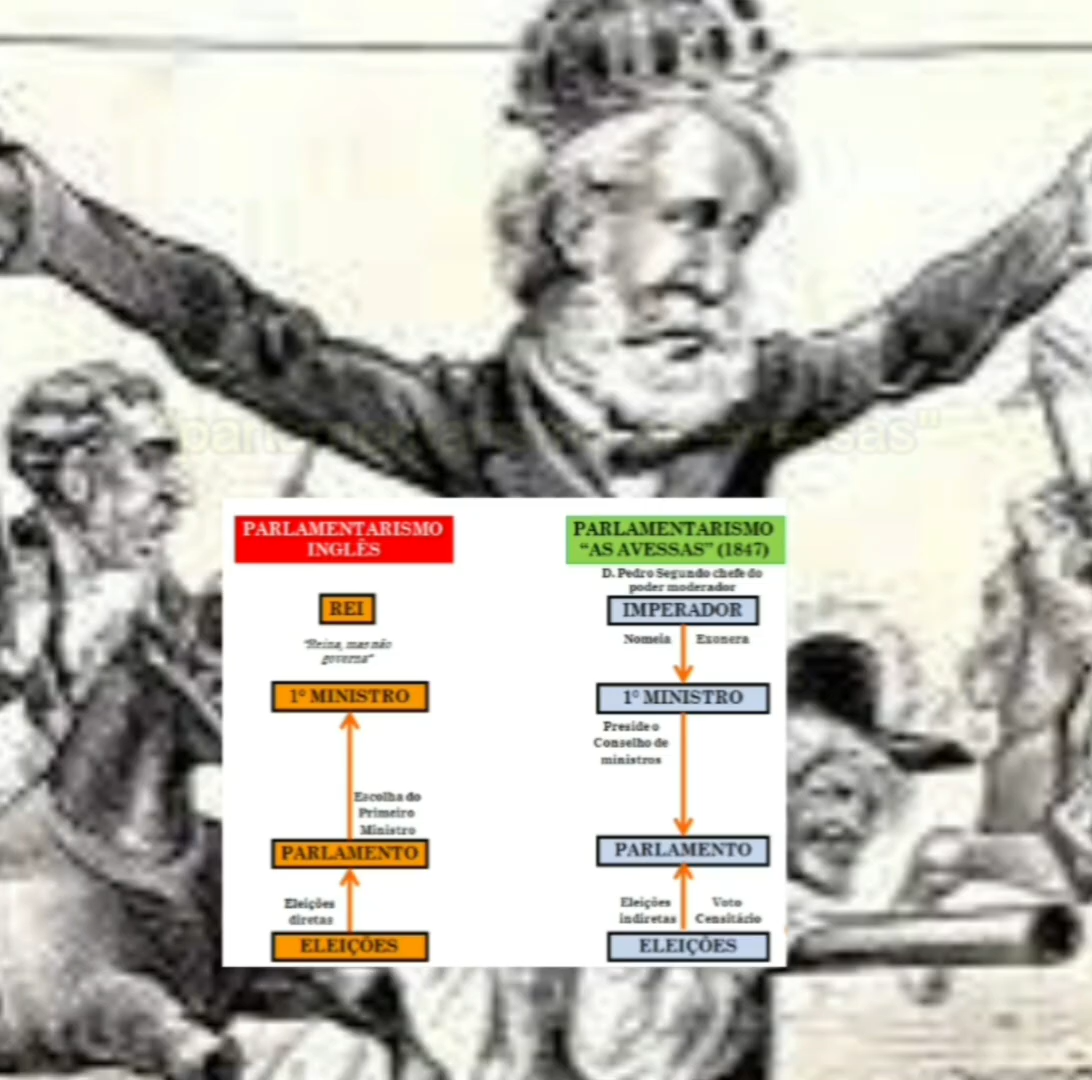 PARLAMENTARISMO
INGLÊS
REI
"Reina, mas não
governa"
1º MINISTRO
Escolha do
Primeiro
Ministro
PARLAMENTO
Eleições
diretas
ELEIÇÕES
PARLAMENTARISMO
“AS AVESSAS” (1847)
D. Pedro Segundo chefe do
poder moderador
IMPERADOR
Nomeia Exonera
1º MINISTRO
Preside o
Conselho de
ministros
PARLAMENTO
Eleições Voto
indiretas Censitário
ELEIÇÕES